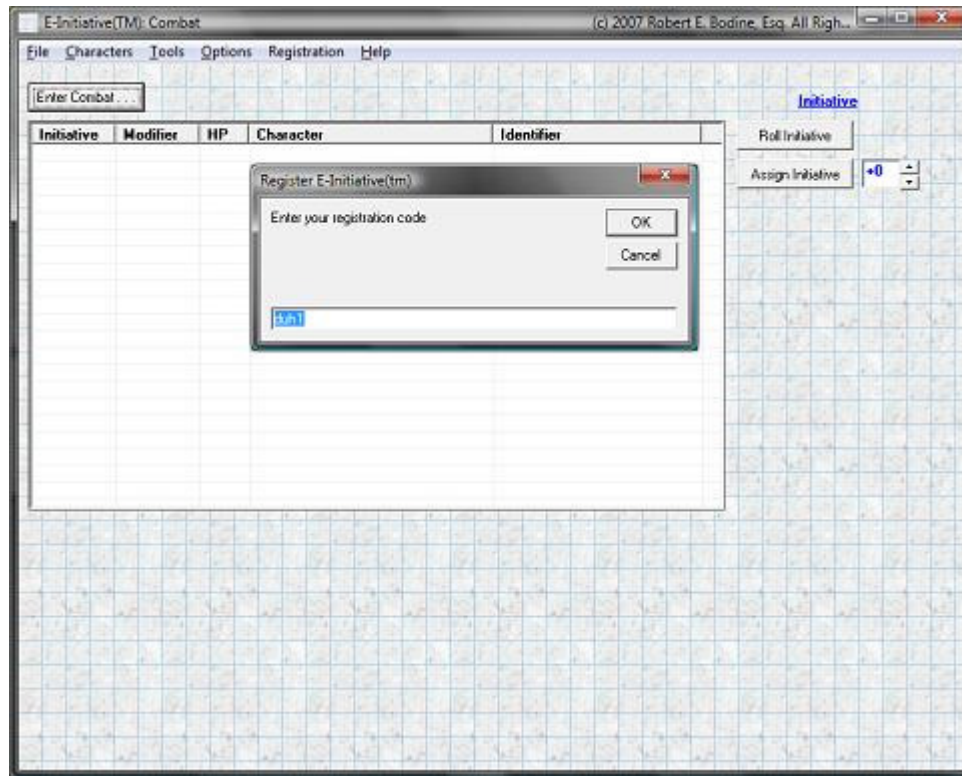 E-Initiative(TM): Combat (c) 2007 Robert E. Bodine, Esq. All Righ...
File Characters Tools Options Registration Help
Enter Combat . . .
Initiative
Initiative Modifier HP Character Identifier
Roll Initiative
Assign Initiative +0
Register E-Initiative(tm)
Enter your registration code
OK
Cancel
duh1